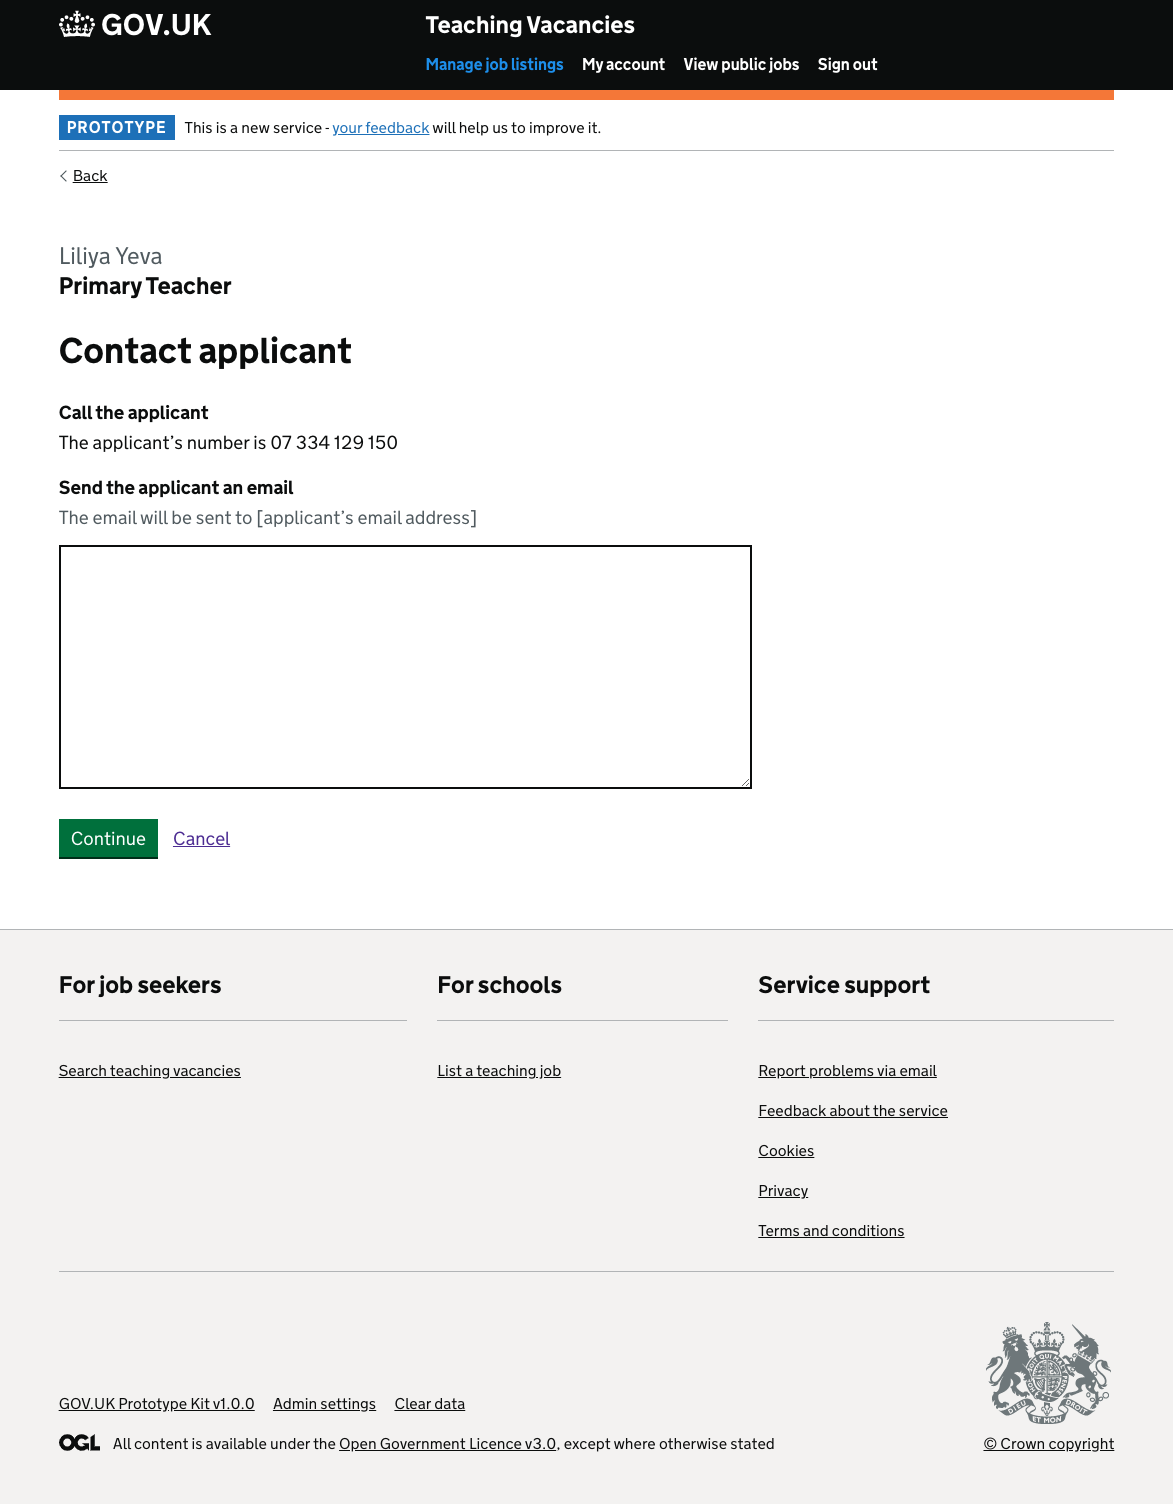 GOV.UK
Teaching Vacancies
Manage job listings My account View public jobs Sign out
PROTOTYPE This is a new service - your feedback will help us to improve it.
Back
Liliya Yeva
Primary Teacher
Contact applicant
Call the applicant
The applicant’s number is 07 334 129 150
Send the applicant an email
The email will be sent to [applicant’s email address]
Continue Cancel
For job seekers
Search teaching vacancies
For schools
List a teaching job
Service support
Report problems via email
Feedback about the service
Cookies
Privacy
Terms and conditions
GOV.UK Prototype Kit v1.0.0 Admin settings Clear data
OGL All content is available under the Open Government Licence v3.0, except where otherwise stated
DIEU ET MON DROIT
© Crown copyright